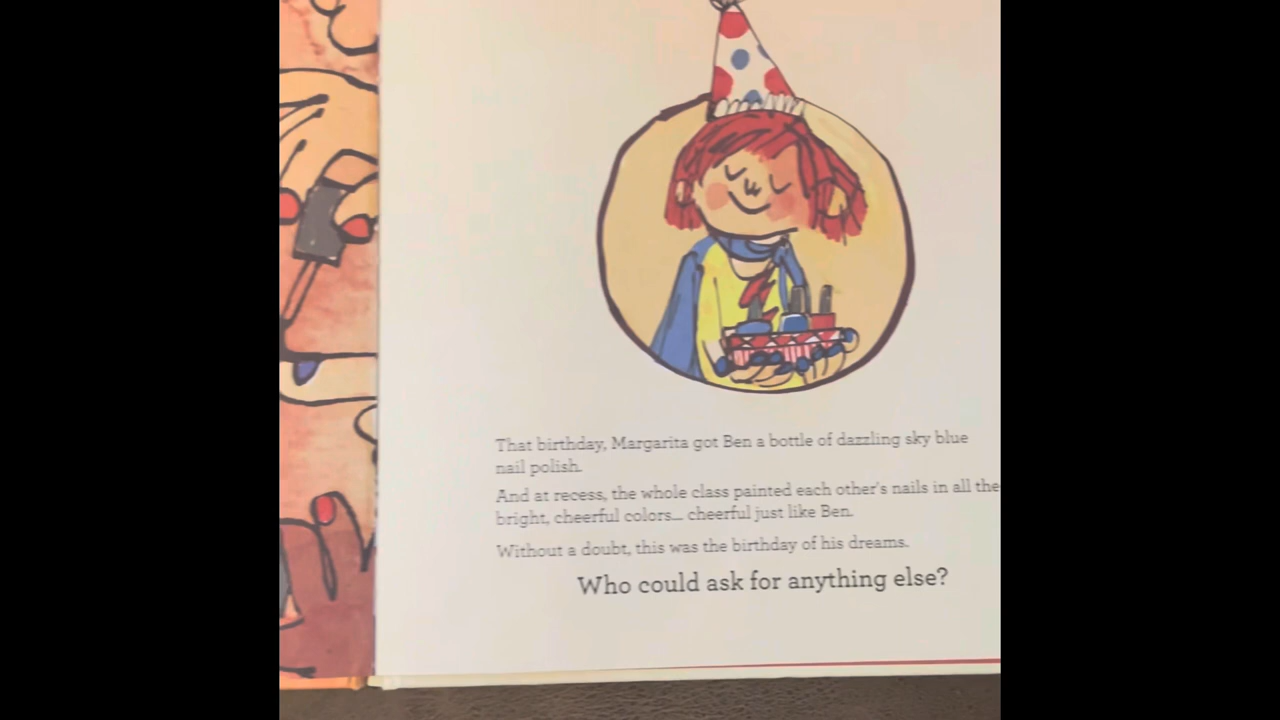 That birthday, Margarita got Ben a bottle of dazzling sky blue
nail polish.
And at recess, the whole class painted each other's nails in all the
bright, cheerful colors... cheerful just like Ben.
Without a doubt, this was the birthday of his dreams.
Who could ask for anything else?